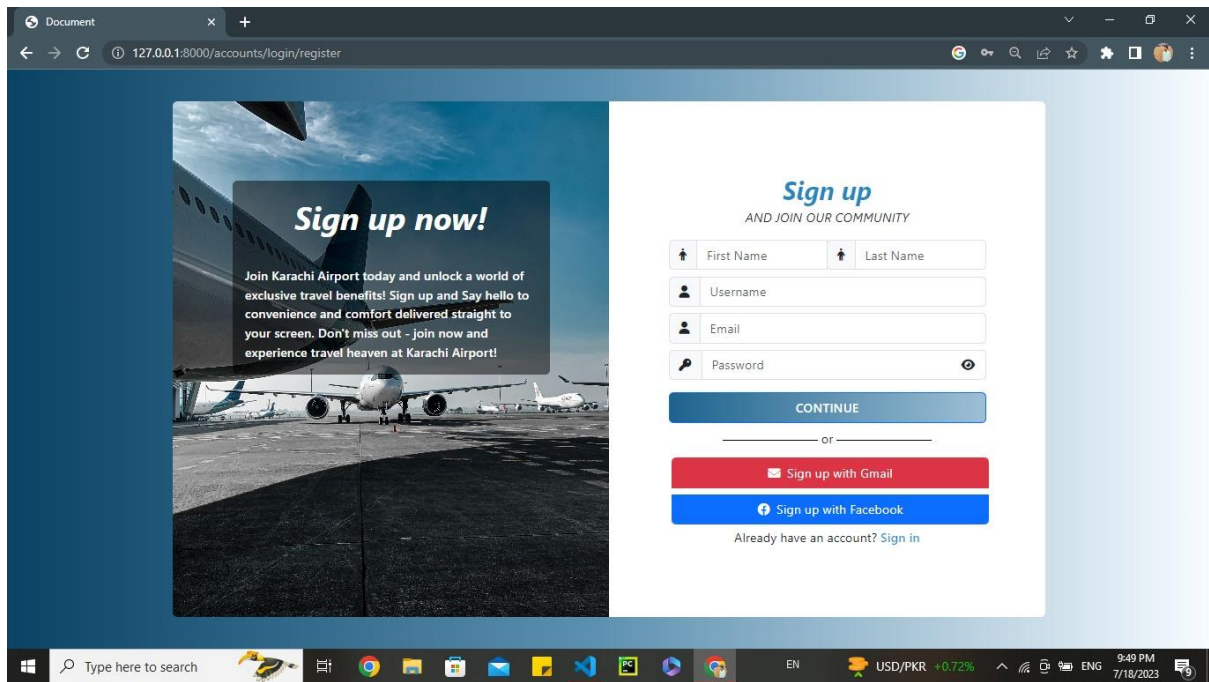 Document
127.0.0.1:8000/accounts/login/register
Sign up now!
Join Karachi Airport today and unlock a world of
exclusive travel benefits! Sign up and Say hello to
convenience and comfort delivered straight to
your screen. Don't miss out - join now and
experience travel heaven at Karachi Airport!
Sign up
AND JOIN OUR COMMUNITY
First Name Last Name
Username
Email
Password
CONTINUE
or
Sign up with Gmail
Sign up with Facebook
Already have an account? Sign in
Type here to search
EN
USD/PKR +0.72%
ENG
9:49 PM
7/18/2023
9